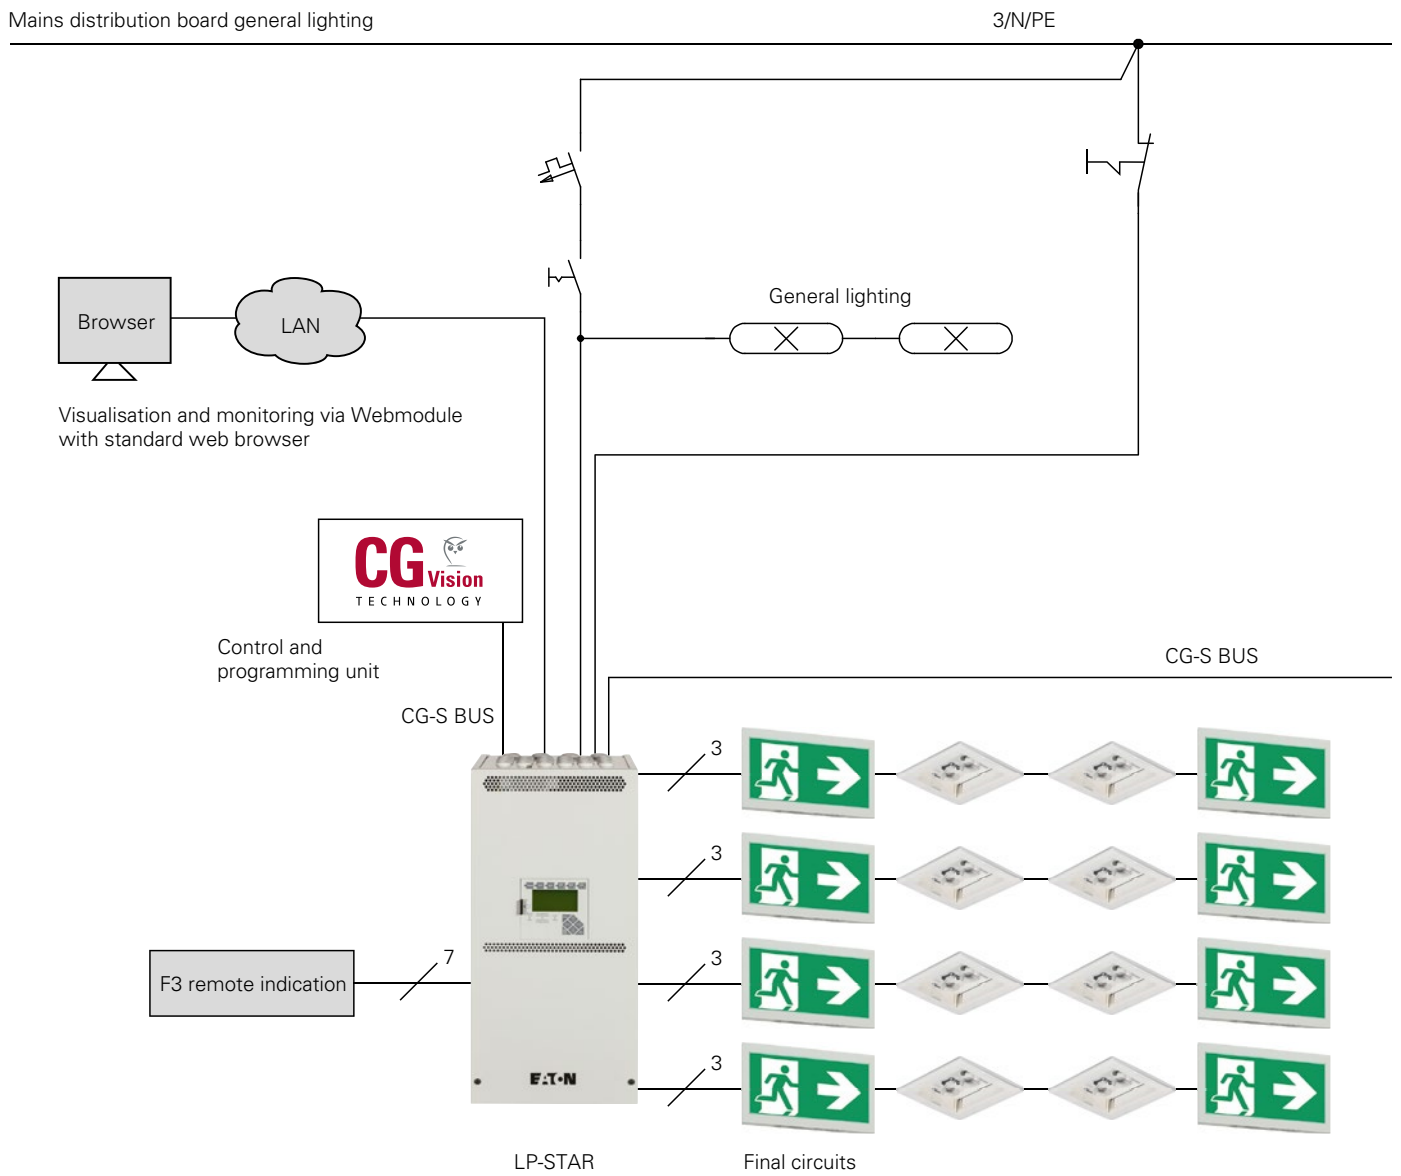 Mains distribution board general lighting
3/N/PE
General lighting
Browser
LAN
Visualisation and monitoring via Webmodule
with standard web browser
CG
Vision
TECHNOLOGY
Control and
programming unit
CG-S BUS
CG-S BUS
3
3
7
F3 remote indication
3
3
EATON
LP-STAR
Final circuits